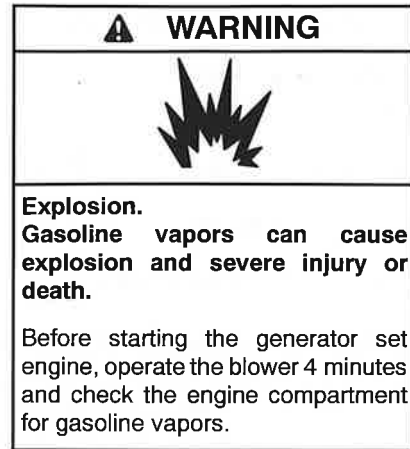 WARNING
Explosion.
Gasoline vapors can cause
explosion and severe injury or
death.
Before starting the generator set
engine, operate the blower 4 minutes
and check the engine compartment
for gasoline vapors.